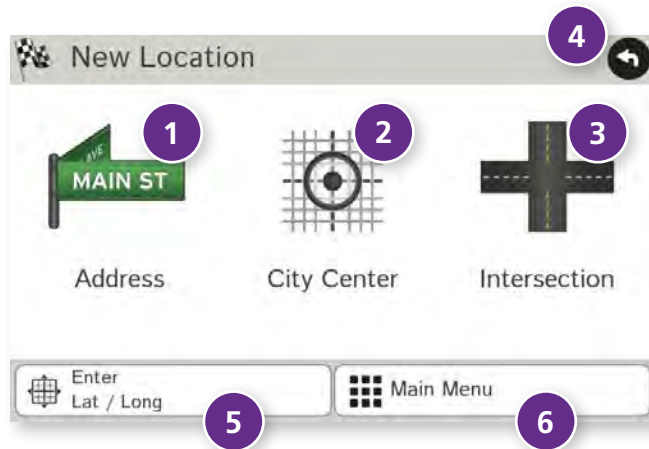 4
New Location
1
2
3
AVE
MAIN ST
Address
City Center
Intersection
Enter
Lat / Long
Main Menu
5
6